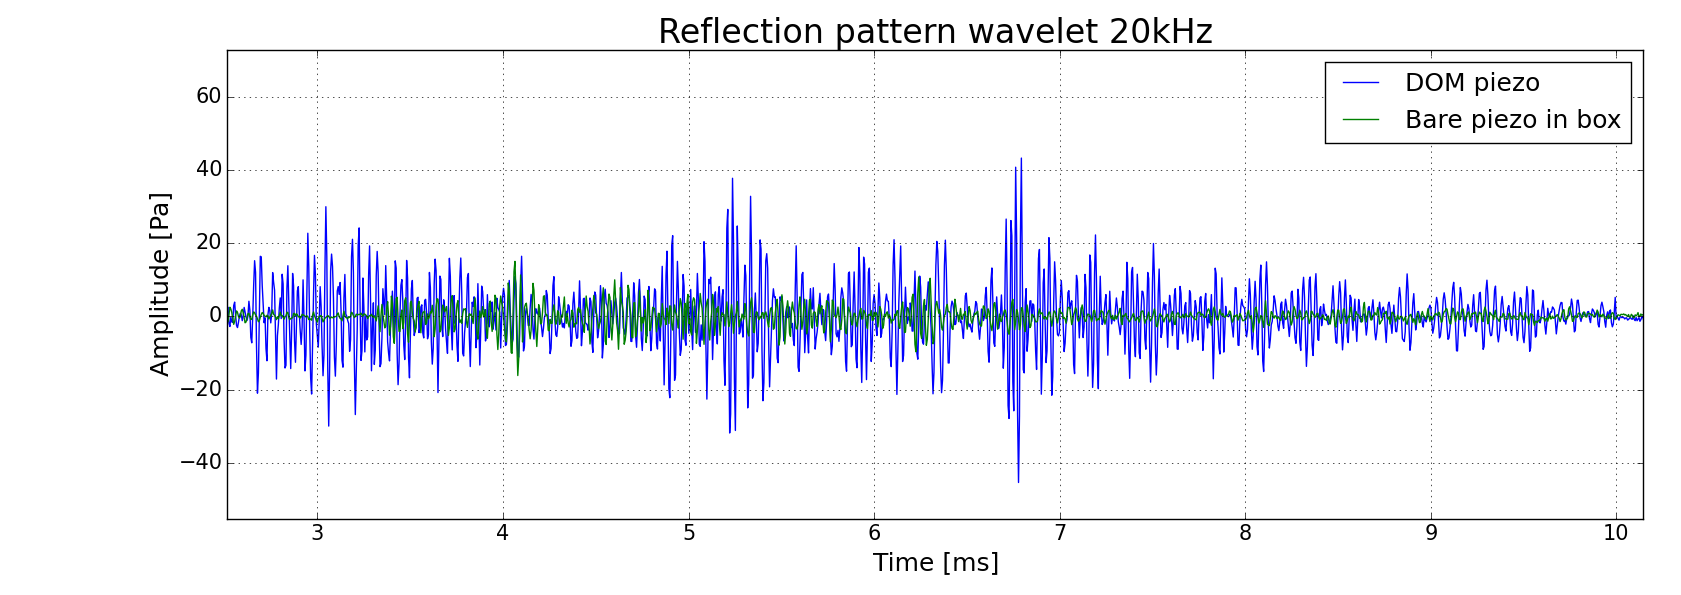 Reflection pattern wavelet 20kHz
DOM piezo
Bare piezo in box
Amplitude [Pa]
60
40
20
0
−20
−40
3 4 5 6 7 8 9 10
Time [ms]